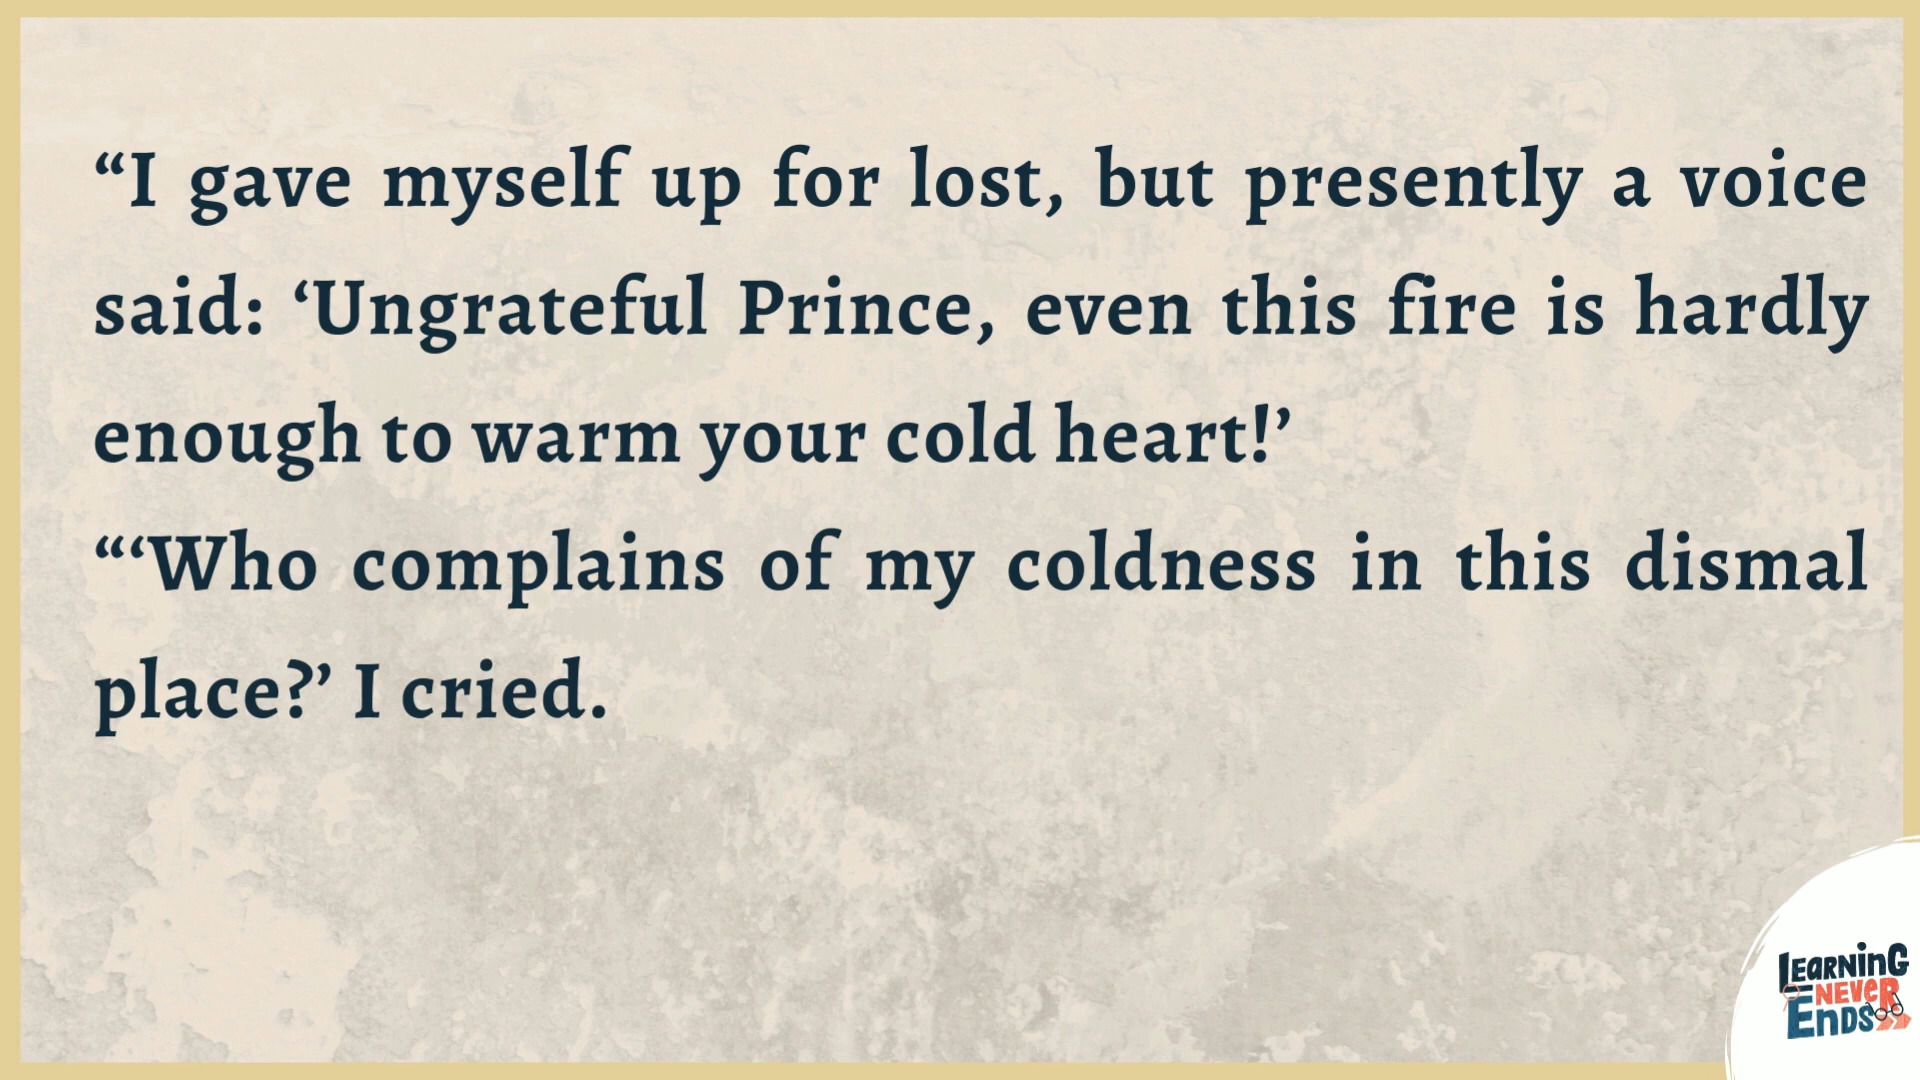 “I gave myself up for lost, but presently a voice
said: ‘Ungrateful Prince, even this fire is hardly
enough to warm your cold heart!’
“‘Who complains of my coldness in this dismal
place?’ I cried.
LEARNinG
NEVER
EnDS